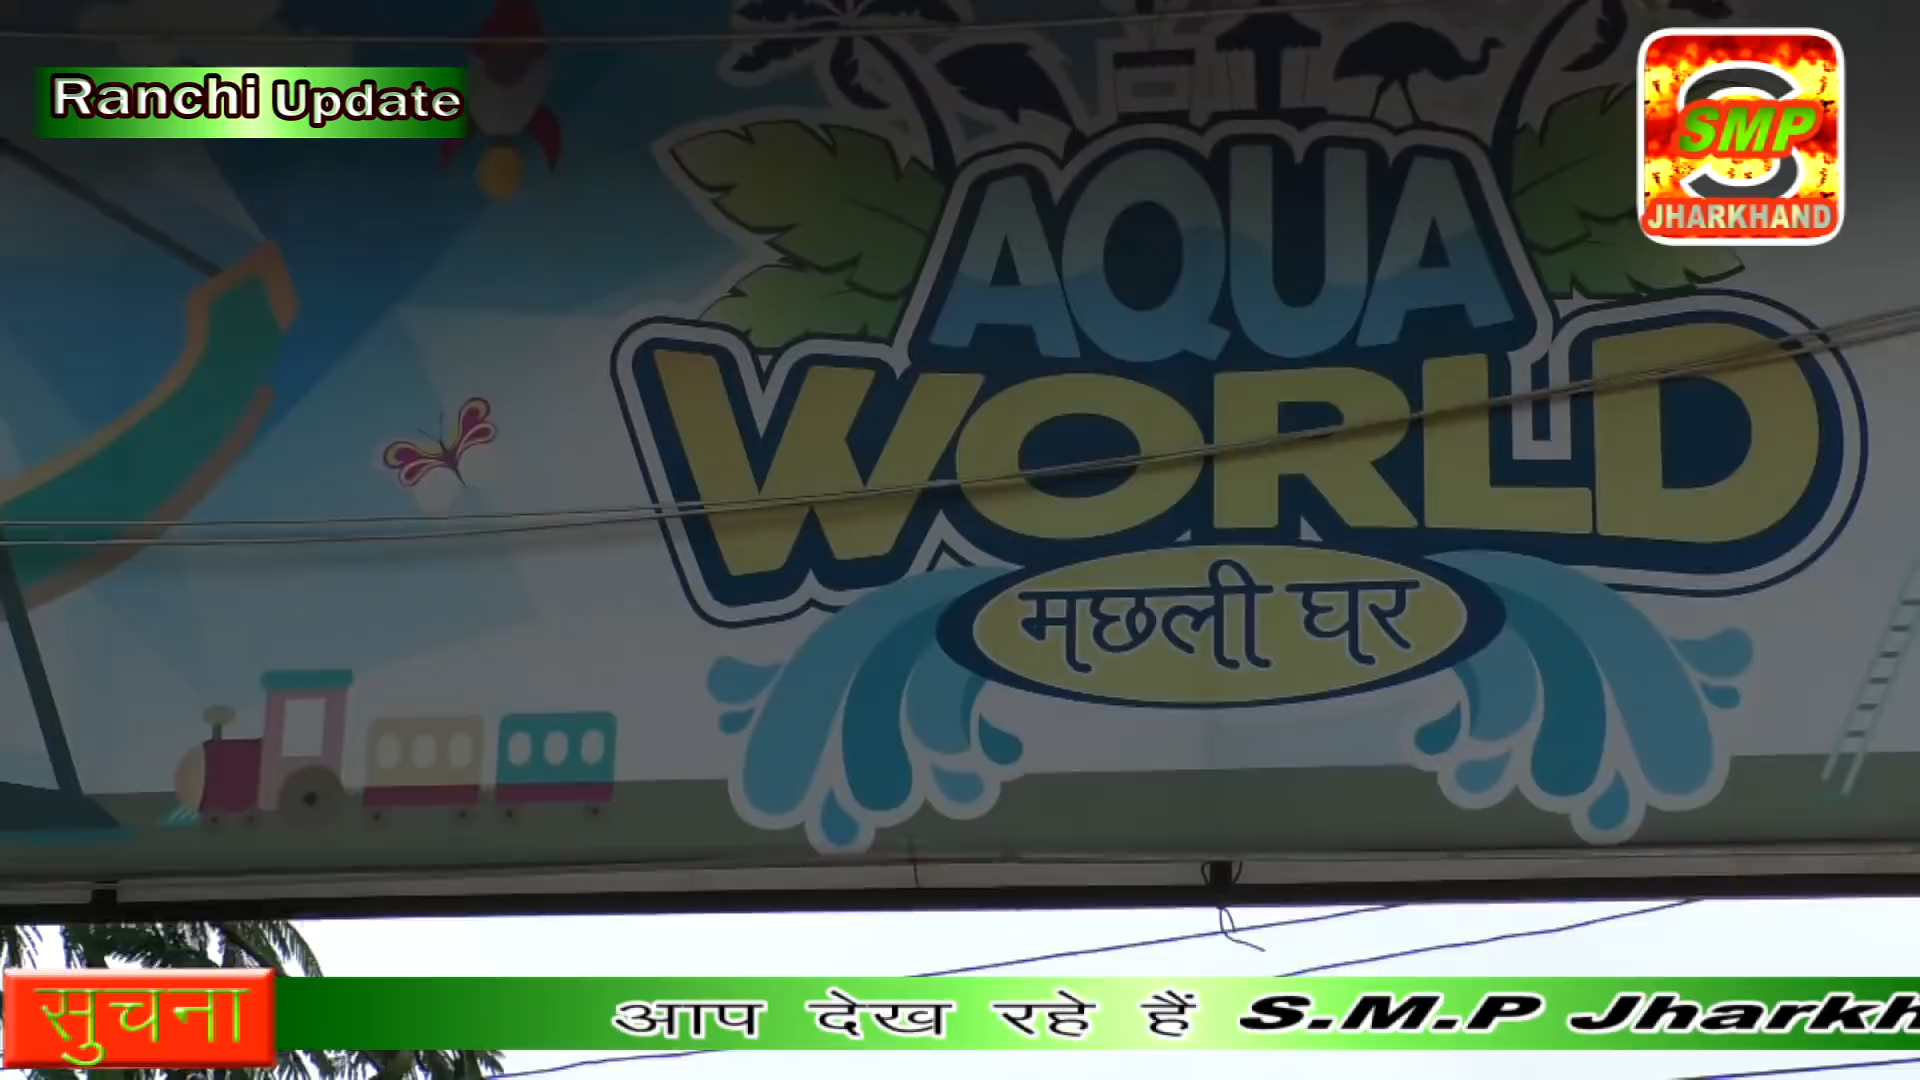 Ranchi Update
SMP
JHARKHAND
AQUA
WORLD
मछली घर
सुचना
आप देख रहे हैं S.M.P Jharkh